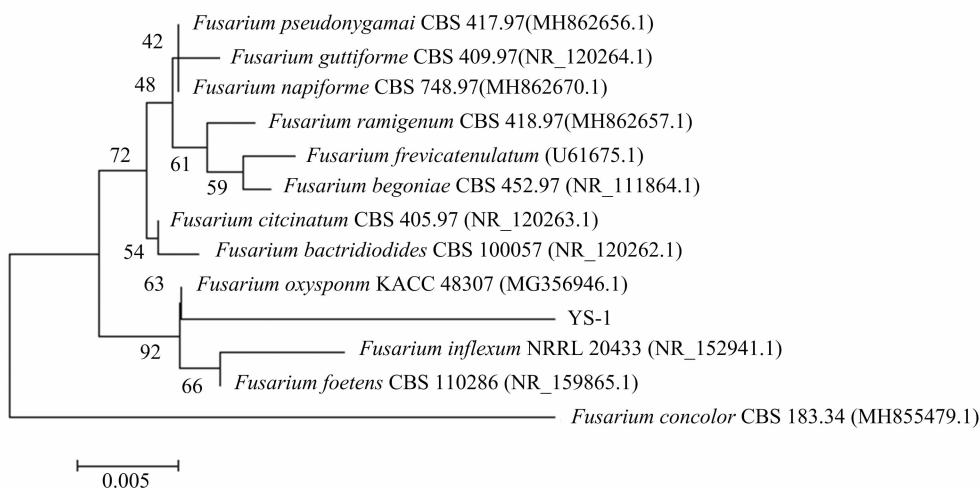 Fusarium pseudonygamai CBS 417.97(MH862656.1)
42
Fusarium guttiforme CBS 409.97(NR_120264.1)
48
Fusarium napiforme CBS 748.97(MH862670.1)
Fusarium ramigenum CBS 418.97(MH862657.1)
72
61
Fusarium frevicatenulatum (U61675.1)
59
Fusarium begoniae CBS 452.97 (NR_111864.1)
Fusarium citcinatum CBS 405.97 (NR_120263.1)
54
Fusarium bactridiodides CBS 100057 (NR_120262.1)
63
Fusarium oxysponm KACC 48307 (MG356946.1)
YS-1
92
Fusarium inflexum NRRL 20433 (NR_152941.1)
66
Fusarium foetens CBS 110286 (NR_159865.1)
Fusarium concolor CBS 183.34 (MH855479.1)
0.005